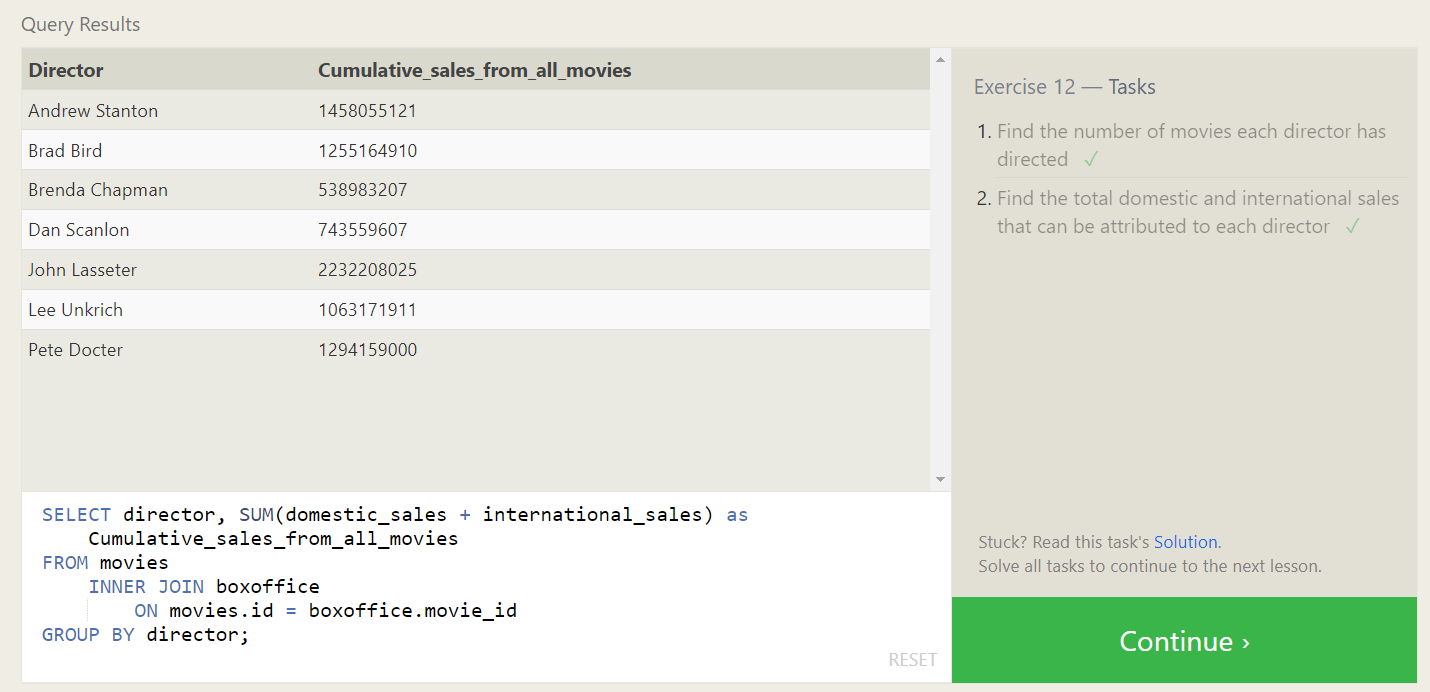 Query Results
Director Cumulative_sales_from_all_movies
Andrew Stanton 1458055121
Brad Bird 1255164910
Brenda Chapman 538983207
Dan Scanlon 743559607
John Lasseter 2232208025
Lee Unkrich 1063171911
Pete Docter 1294159000
SELECT director, SUM(domestic_sales + international_sales) as
Cumulative_sales_from_all_movies
FROM movies
INNER JOIN boxoffice
ON movies.id = boxoffice.movie_id
GROUP BY director;
RESET
Exercise 12 — Tasks
1. Find the number of movies each director has
directed ✓
2. Find the total domestic and international sales
that can be attributed to each director ✓
Stuck? Read this task's Solution.
Solve all tasks to continue to the next lesson.
Continue ›